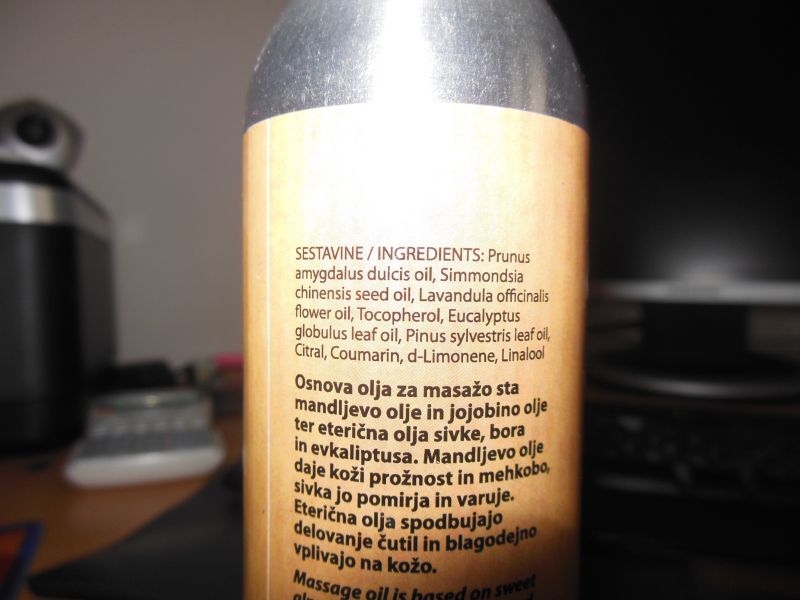 SESTAVINE / INGREDIENTS: Prunus
amygdalus dulcis oil, Simmondsia
chinensis seed oil, Lavandula officinalis
flower oil, Tocopherol, Eucalyptus
globulus leaf oil, Pinus sylvestris leaf oil,
Citral, Coumarin, d-Limonene, Linalool
Osnova olja za masažo sta
mandljevo olje in jojobino olje
ter eterična olja sivke, bora
in evkaliptusa. Mandljevo olje
daje koži prožnost in mehkobo,
sivka jo pomirja in varuje.
Eterična olja spodbujajo
delovanje čutil in blagodejno
vplivajo na kožo.
Massage oil is based on sweet